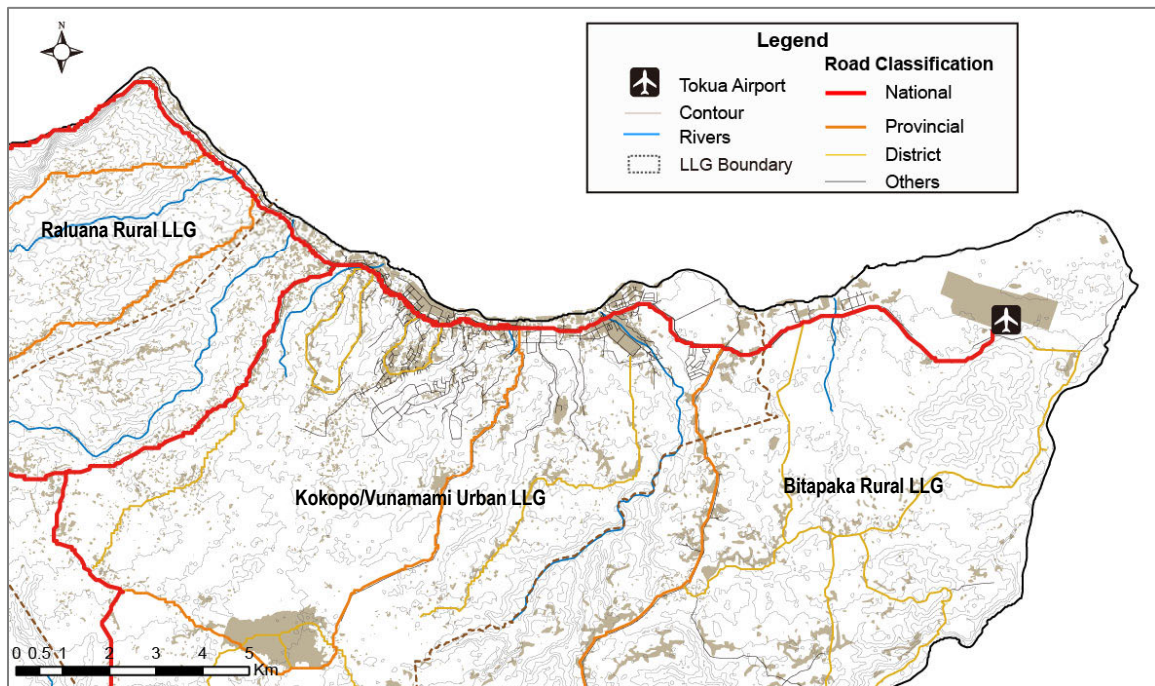 N
Legend
Road Classification
Tokua Airport
National
Contour
Rivers
Provincial
LLG Boundary
District
Others
Raluana Rural LLG
Kokopo/Vunamami Urban LLG
Bitapaka Rural LLG
0 0.5 1 2 3 4 5
Km